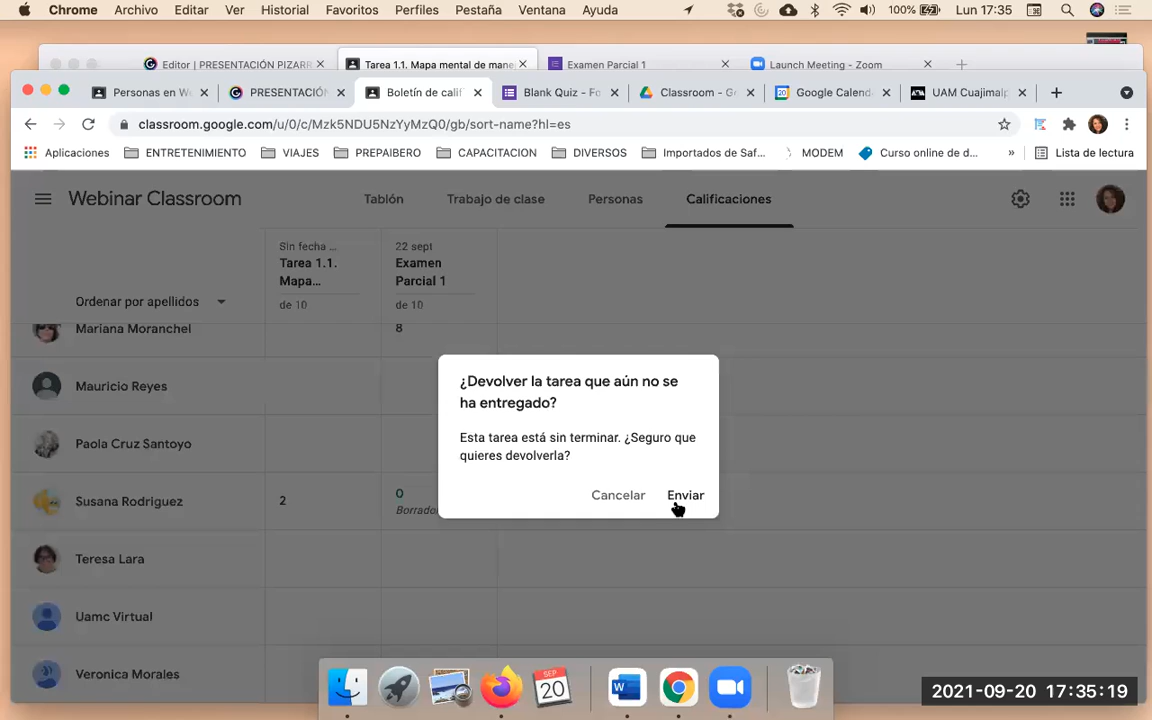 Chrome Archivo Editar Ver Historial Favoritos Perfiles Pestaña Ventana Ayuda 100% Lun 17:35
Editor | PRESENTACIÓN PIZARR Tarea 1.1. Mapa mental de mane Examen Parcial 1 Launch Meeting - Zoom
Personas en We PRESENTACIÓN Boletín de calif Blank Quiz - Fo Classroom - Go Google Calend UAM Cuajimalp
classroom.google.com/u/0/c/Mzk5NDU5NzYyMzQ0/gb/sort-name?hl=es
Aplicaciones ENTRETENIMIENTO VIAJES PREPAIBERO CAPACITACION DIVERSOS Importados de Saf... MODEM Curso online de d... » Lista de lectura
Webinar Classroom Tablón Trabajo de clase Personas Calificaciones
Sin fecha ... 22 sept
Tarea 1.1. Examen
Mapa... Parcial 1
Ordenar por apellidos de 10 de 10
Mariana Moranchel 8
Mauricio Reyes
Paola Cruz Santoyo
Susana Rodriguez 2 0
Borrado
Teresa Lara
Uamc Virtual
Veronica Morales
¿Devolver la tarea que aún no se
ha entregado?
Esta tarea está sin terminar. ¿Seguro que
quieres devolverla?
Cancelar Enviar
SEP
20
W
2021-09-20 17:35:19